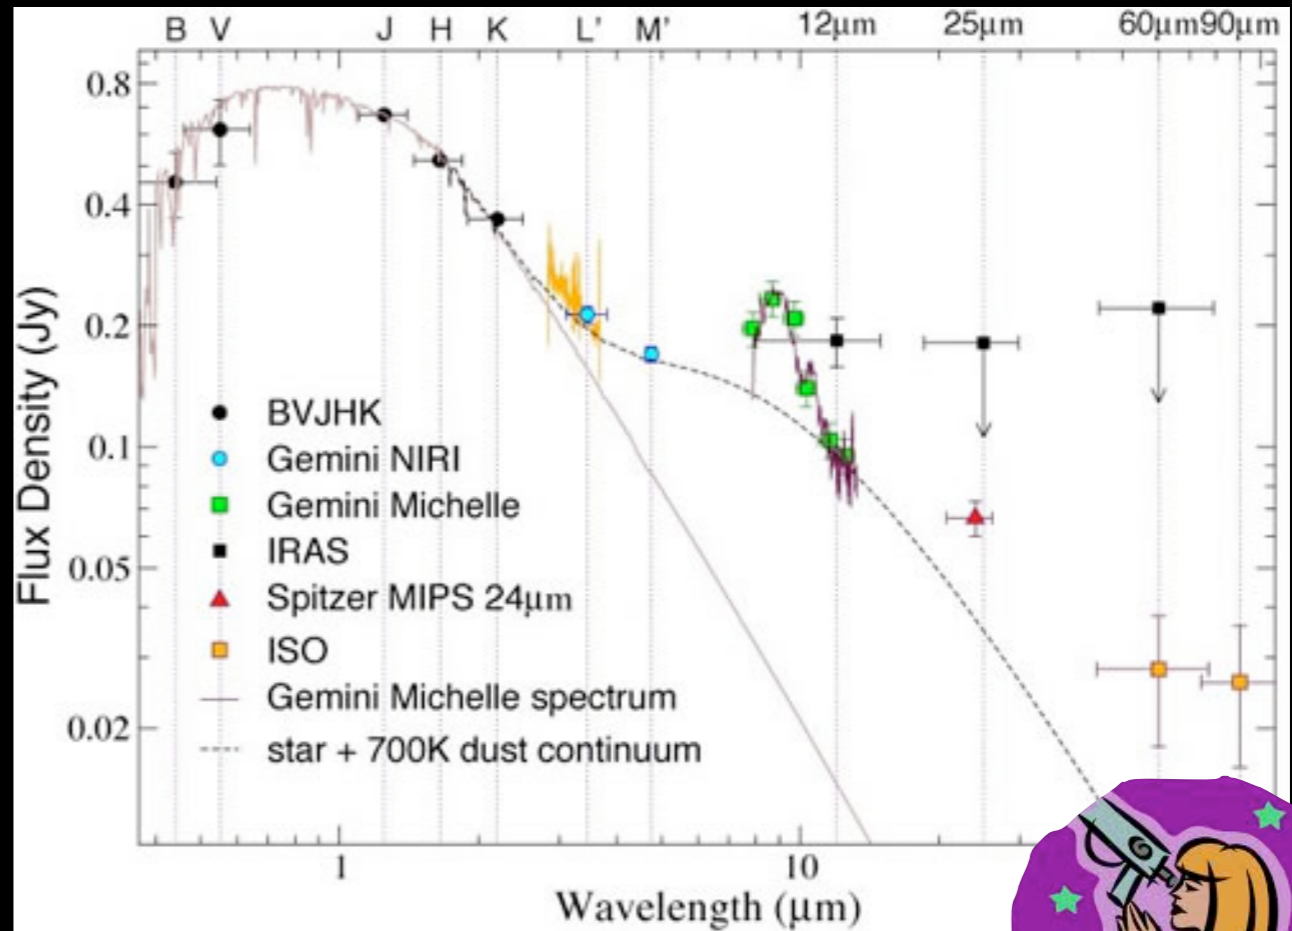 B V J H K L' M' 12µm 25µm 60µm90µm
Flux Density (Jy)
0.8
0.4
0.2
0.1
0.05
0.02
BVJHK
Gemini NIRI
Gemini Michelle
IRAS
Spitzer MIPS 24µm
ISO
Gemini Michelle spectrum
star + 700K dust continuum
1 10
Wavelength (µm)